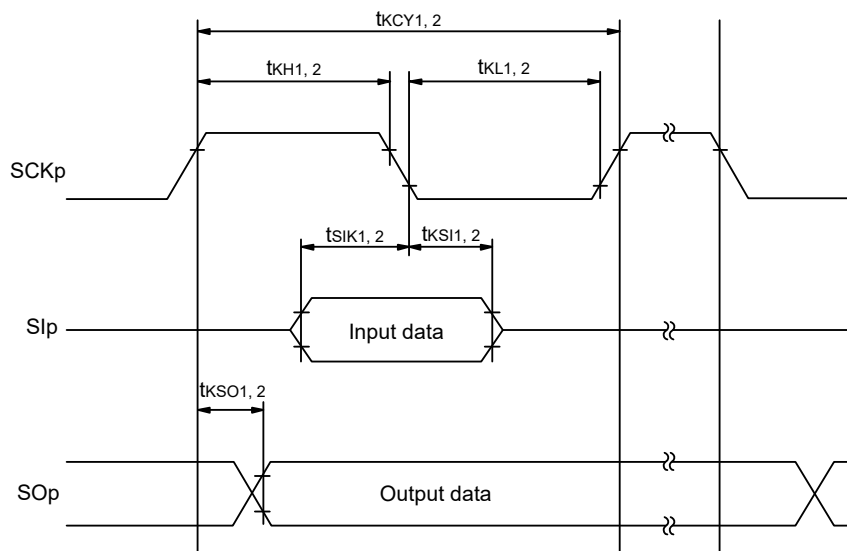 tKCY1, 2
tKH1, 2
tKL1, 2
SCKp
tSIK1, 2
tKSI1, 2
SIp
Input data
tKSO1, 2
SOp
Output data